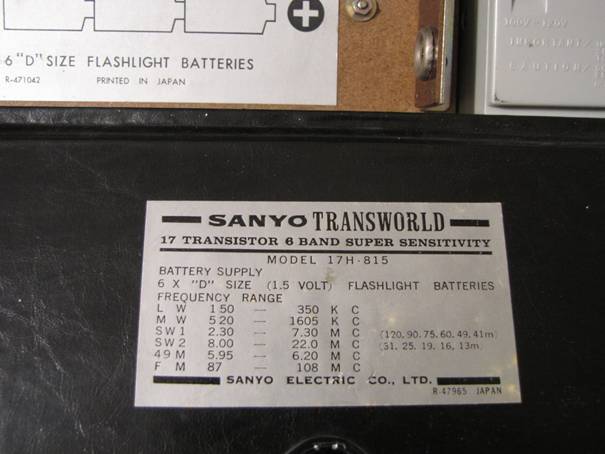 +
6 "D" SIZE FLASHLIGHT BATTERIES
R-471042 PRINTED IN JAPAN
SANYO TRANSWORLD
17 TRANSISTOR 6 BAND SUPER SENSITIVITY
MODEL 17H-815
BATTERY SUPPLY
6 X "D" SIZE (1.5 VOLT) FLASHLIGHT BATTERIES
FREQUENCY RANGE
L W 150 — 350 K C
M W 520 — 1605 K C
SW1 2.30 — 7.30 M C (120. 90. 75. 60. 49. 41m)
SW2 8.00 — 22.0 M C (31. 25. 19. 16. 13m)
49M 5.95 — 6.20 M C
F M 87 — 108 M C
SANYO ELECTRIC CO., LTD.
R-47965 JAPAN